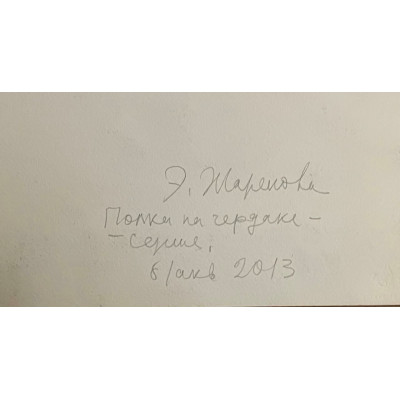 Э. Жаренова
Полки на чердаке -
- серия,
б/акв 2013